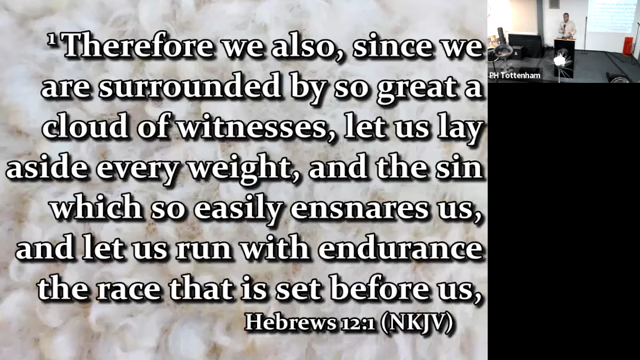 ¹Therefore we also, since we
are surrounded by so great a
cloud of witnesses, let us lay
aside every weight, and the sin
which so easily ensnares us,
and let us run with endurance
the race that is set before us,
Hebrews 12:1 (NKJV)
PH Tottenham